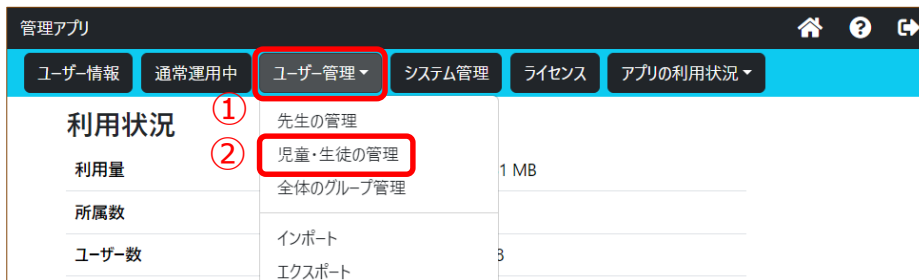 管理アプリ
ユーザー情報 通常運用中 ユーザー管理 システム管理 ライセンス アプリの利用状況
①
利用状況
先生の管理
②
児童・生徒の管理
利用量 1 MB
全体のグループ管理
所属数
インポート
ユーザー数
エクスポート